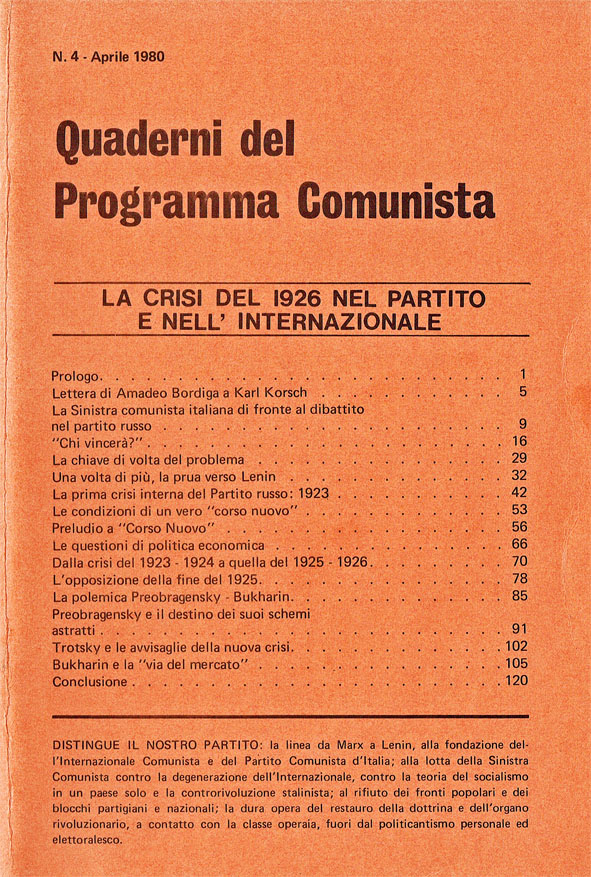 N. 4 - Aprile 1980
Quaderni del
Programma Comunista
LA CRISI DEL 1926 NEL PARTITO
E NELL' INTERNAZIONALE
Prologo. . . . . . . . . . . . . . . . . . . . . . 1
Lettera di Amadeo Bordiga a Karl Korsch . . . . . . . . . . 5
La Sinistra comunista italiana di fronte al dibattito
nel partito russo . . . . . . . . . . . . . . . . . . . 9
"Chi vincerà?" . . . . . . . . . . . . . . . . . . . . 16
La chiave di volta del problema . . . . . . . . . . . . . 29
Una volta di più, la prua verso Lenin . . . . . . . . . . . 32
La prima crisi interna del Partito russo: 1923 . . . . . . . . 42
Le condizioni di un vero "corso nuovo" . . . . . . . . . . 53
Preludio a "Corso Nuovo" . . . . . . . . . . . . . . . 56
Le questioni di politica economica . . . . . . . . . . . . 66
Dalla crisi del 1923 - 1924 a quella del 1925 - 1926. . . . . . . 70
L'opposizione della fine del 1925. . . . . . . . . . . . . 78
La polemica Preobragensky - Bukharin. . . . . . . . . . . 85
Preobragensky e il destino dei suoi schemi
astratti . . . . . . . . . . . . . . . . . . . . . . 91
Trotsky e le avvisaglie della nuova crisi. . . . . . . . . . . 102
Bukharin e la "via del mercato" . . . . . . . . . . . . . 105
Conclusione . . . . . . . . . . . . . . . . . . . . 120
DISTINGUE IL NOSTRO PARTITO: la linea da Marx a Lenin, alla fondazione del-
l'Internazionale Comunista e del Partito Comunista d'Italia; alla lotta della Sinistra
Comunista contro la degenerazione dell'Internazionale, contro la teoria del socialismo
in un paese solo e la controrivoluzione stalinista; al rifiuto dei fronti popolari e dei
blocchi partigiani e nazionali; la dura opera del restauro della dottrina e dell'organo
rivoluzionario, a contatto con la classe operaia, fuori dal politicantismo personale ed
elettoralesco.